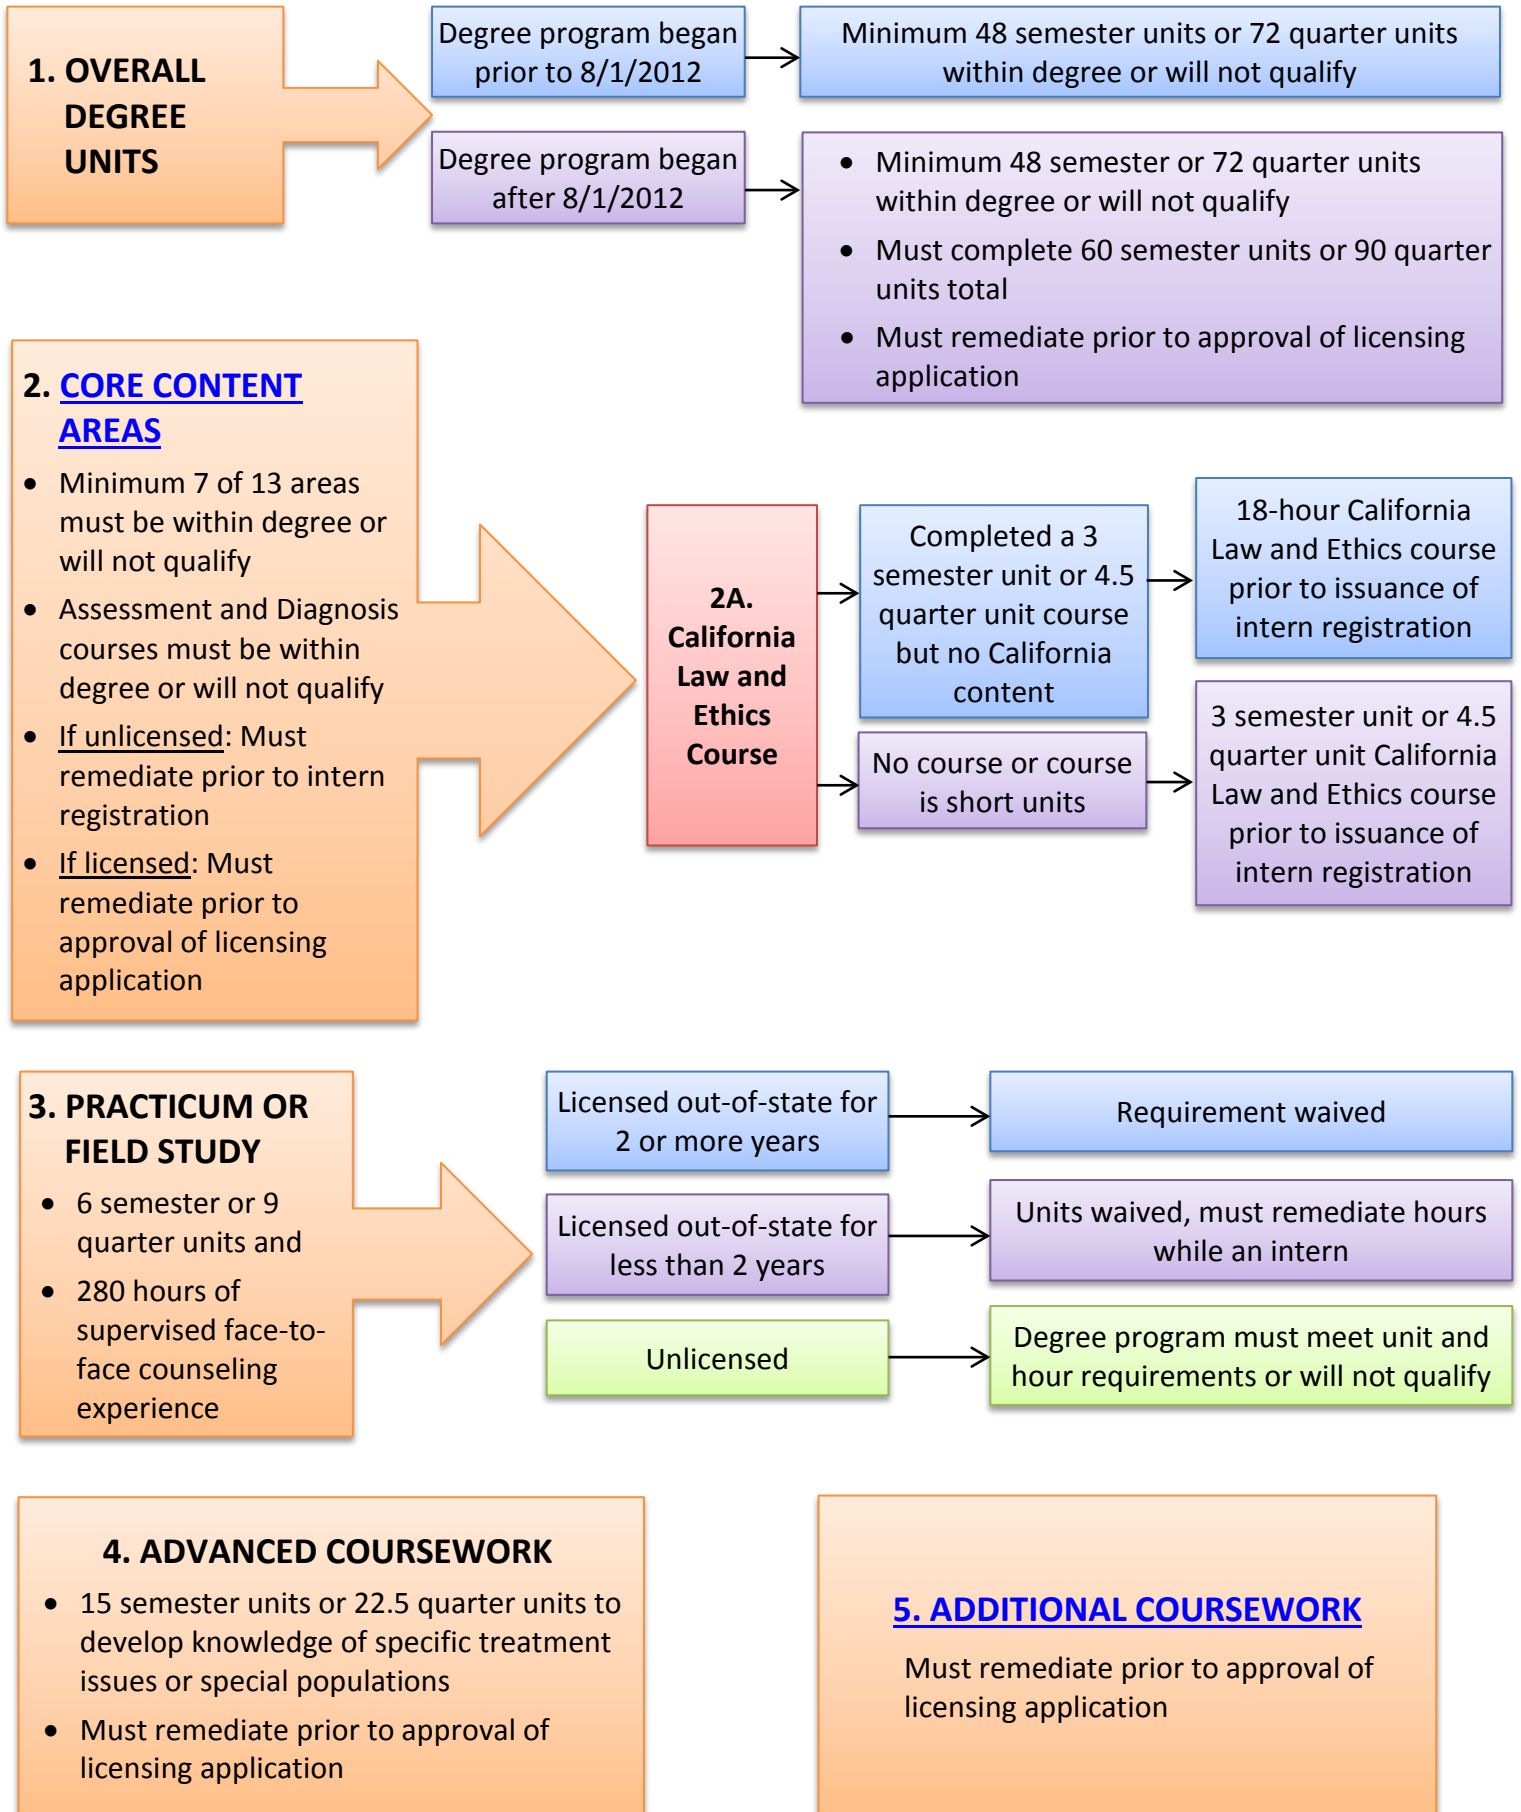 1. OVERALL
DEGREE
UNITS
Degree program began
prior to 8/1/2012
Minimum 48 semester units or 72 quarter units
within degree or will not qualify
Degree program began
after 8/1/2012
• Minimum 48 semester or 72 quarter units
within degree or will not qualify
• Must complete 60 semester units or 90 quarter
units total
• Must remediate prior to approval of licensing
application
2. CORE CONTENT
AREAS
• Minimum 7 of 13 areas
must be within degree or
will not qualify
• Assessment and Diagnosis
courses must be within
degree or will not qualify
• If unlicensed: Must
remediate prior to intern
registration
• If licensed: Must
remediate prior to
approval of licensing
application
2A.
California
Law and
Ethics
Course
Completed a 3
semester unit or 4.5
quarter unit course
but no California
content
18-hour California
Law and Ethics course
prior to issuance of
intern registration
No course or course
is short units
3 semester unit or 4.5
quarter unit California
Law and Ethics course
prior to issuance of
intern registration
3. PRACTICUM OR
FIELD STUDY
• 6 semester or 9
quarter units and
• 280 hours of
supervised face-to-
face counseling
experience
Licensed out-of-state for
2 or more years
Requirement waived
Licensed out-of-state for
less than 2 years
Units waived, must remediate hours
while an intern
Unlicensed
Degree program must meet unit and
hour requirements or will not qualify
4. ADVANCED COURSEWORK
• 15 semester units or 22.5 quarter units to
develop knowledge of specific treatment
issues or special populations
• Must remediate prior to approval of
licensing application
5. ADDITIONAL COURSEWORK
Must remediate prior to approval of
licensing application